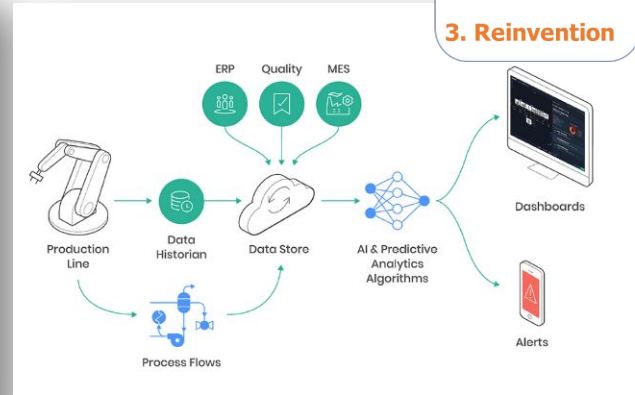 3. Reinvention
ERP
Quality
MES
Production
Line
Data
Historian
Data Store
AI & Predictive
Analytics
Algorithms
Dashboards
Process Flows
Alerts